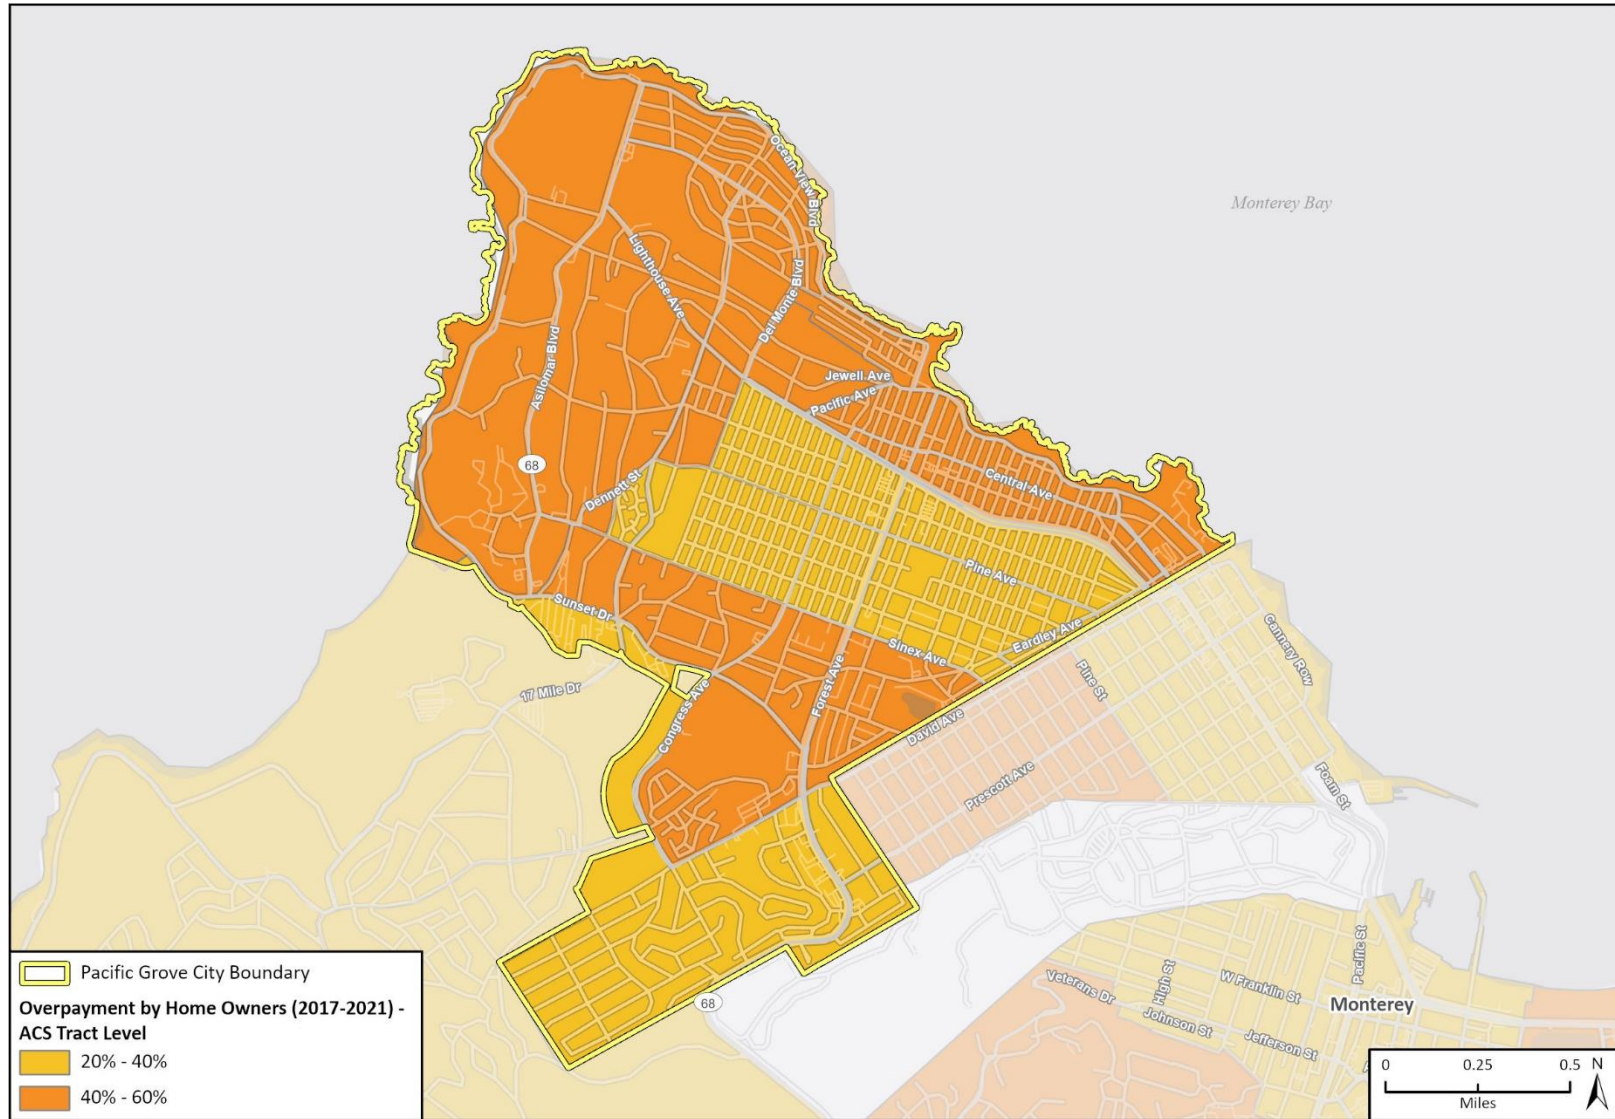 Monterey Bay
Ocean View Blvd
Lighthouse Ave
Del Monte Blvd
Asilomar Blvd
Jewell Ave
Pacific Ave
68
Dennett St
Central Ave
Pine Ave
Sunset Dr
Sinex Ave
Eardley Ave
Cannery Row
Pine St
17 Mile Dr
Congress Ave
Forest Ave
David Ave
Prescott Ave
Foam St
68
Veterans Dr
High St
W Franklin St
Pacific St
Monterey
Johnson St
Jefferson St
Pacific Grove City Boundary
Overpayment by Home Owners (2017-2021) -
ACS Tract Level
20% - 40%
40% - 60%
0 0.25 0.5
Miles
N